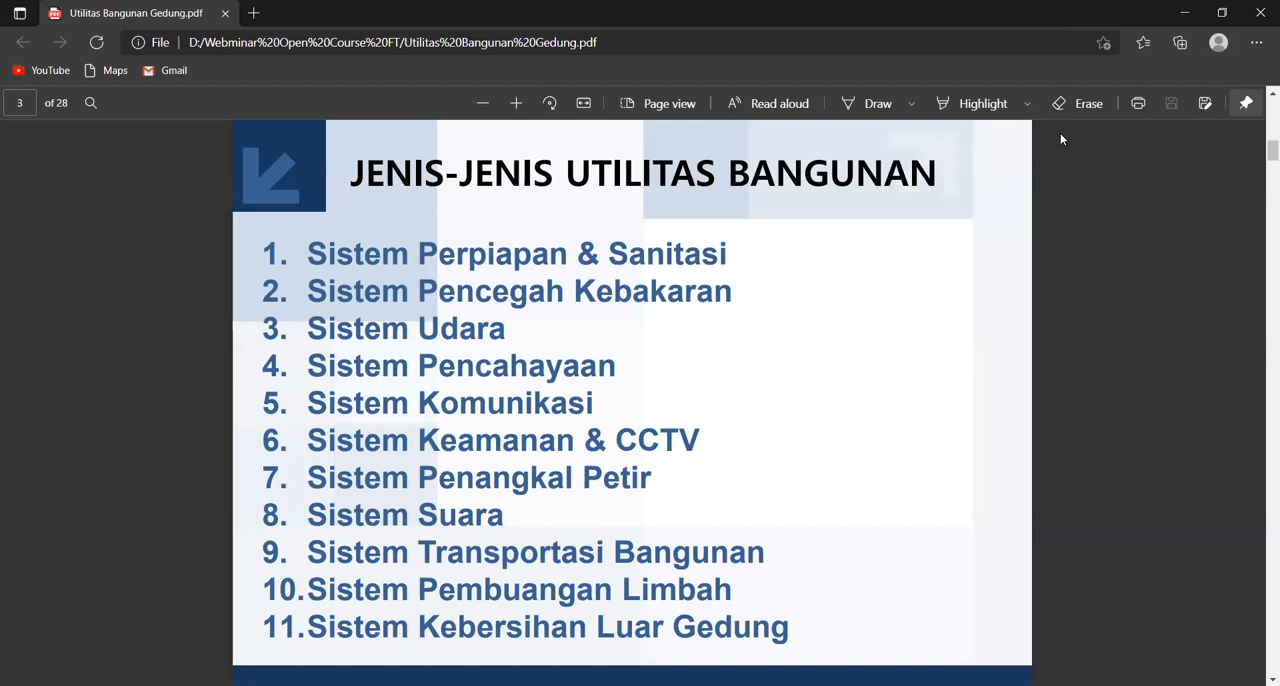 Utilitas Bangunan Gedung.pdf
File D:/Webminar%20Open%20Course%20FT/Utilitas%20Bangunan%20Gedung.pdf
YouTube Maps Gmail
3 of 28 Page view Read aloud Draw Highlight Erase
JENIS-JENIS UTILITAS BANGUNAN
1. Sistem Perpiapan & Sanitasi
2. Sistem Pencegah Kebakaran
3. Sistem Udara
4. Sistem Pencahayaan
5. Sistem Komunikasi
6. Sistem Keamanan & CCTV
7. Sistem Penangkal Petir
8. Sistem Suara
9. Sistem Transportasi Bangunan
10.Sistem Pembuangan Limbah
11.Sistem Kebersihan Luar Gedung